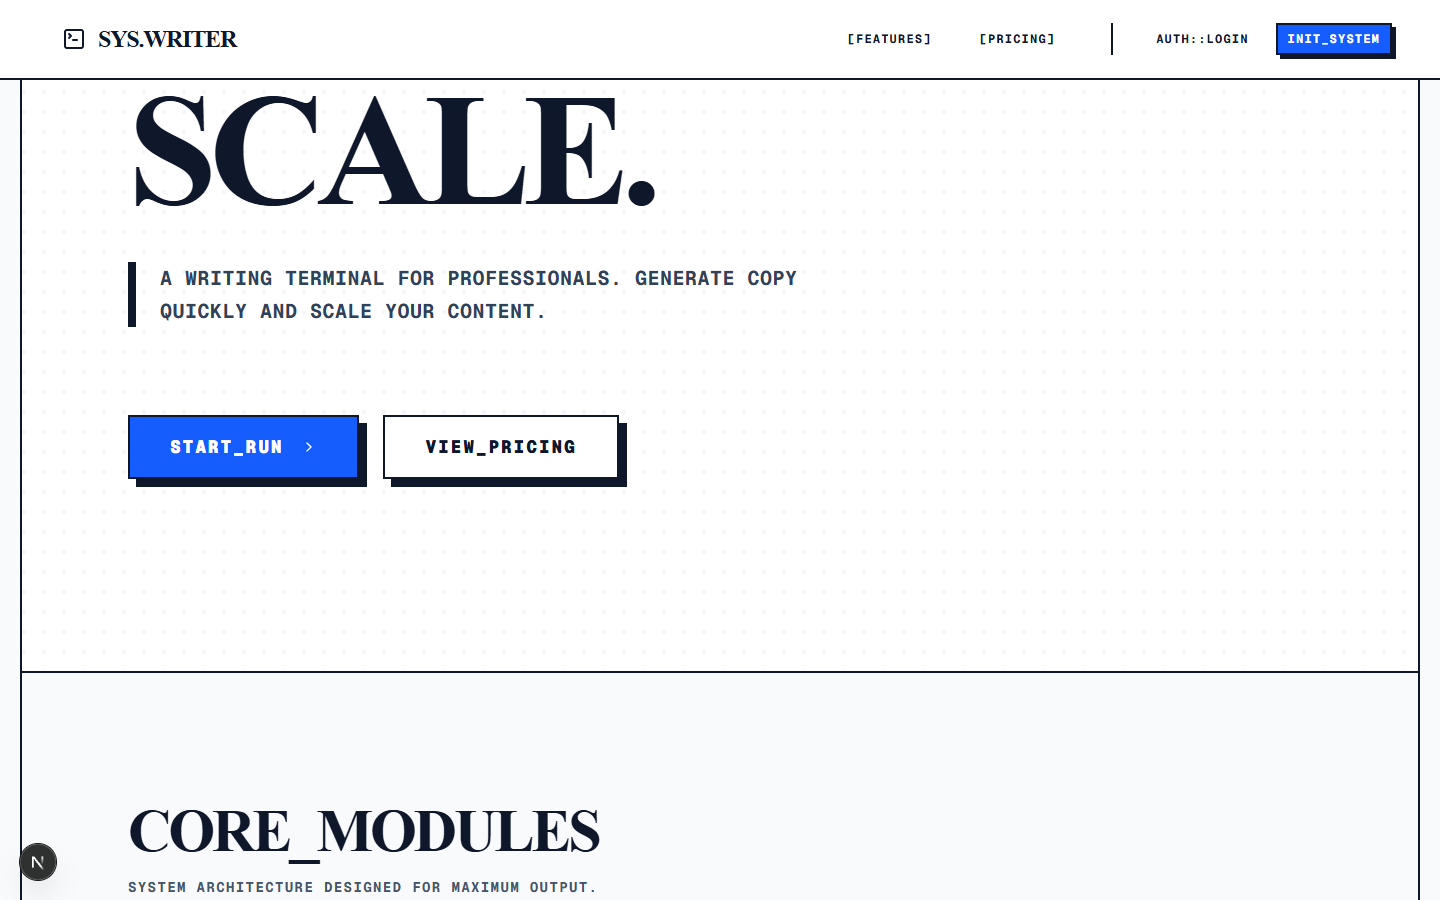 SYS.WRITER
[FEATURES]
[PRICING]
AUTH::LOGIN
INIT_SYSTEM
SCALE.
A WRITING TERMINAL FOR PROFESSIONALS. GENERATE COPY
QUICKLY AND SCALE YOUR CONTENT.
START_RUN
VIEW_PRICING
CORE_MODULES
SYSTEM ARCHITECTURE DESIGNED FOR MAXIMUM OUTPUT.
N